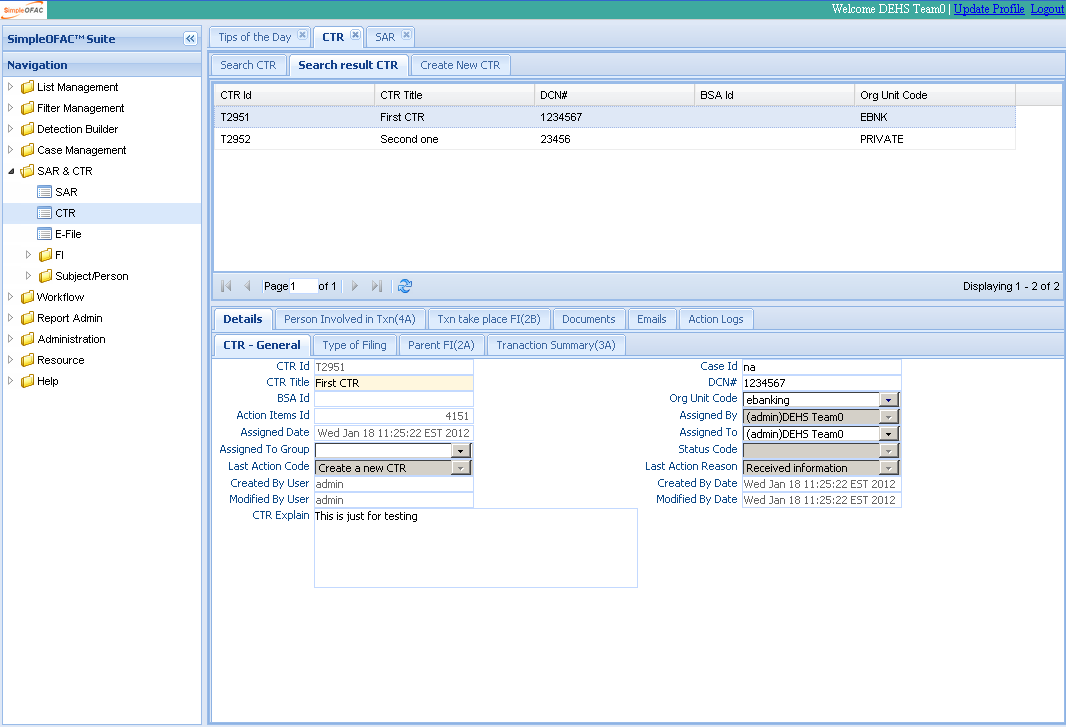 SimpleOFAC
Welcome DEHS Team0 | Update Profile Logout
SimpleOFAC™ Suite
Navigation
List Management
Filter Management
Detection Builder
Case Management
SAR & CTR
SAR
CTR
E-File
FI
Subject/Person
Workflow
Report Admin
Administration
Resource
Help
Tips of the Day CTR SAR
Search CTR Search result CTR Create New CTR
CTR Id CTR Title DCN# BSA Id Org Unit Code
T2951 First CTR 1234567 EBNK
T2952 Second one 23456 PRIVATE
Page 1 of 1 Displaying 1 - 2 of 2
Details Person Involved in Txn(4A) Txn take place FI(2B) Documents Emails Action Logs
CTR - General Type of Filing Parent FI(2A) Tranaction Summary(3A)
CTR Id T2951 Case Id na
CTR Title First CTR DCN# 1234567
BSA Id Org Unit Code ebanking
Action Items Id 4151 Assigned By (admin)DEHS Team0
Assigned Date Wed Jan 18 11:25:22 EST 2012 Assigned To (admin)DEHS Team0
Assigned To Group Status Code
Last Action Code Create a new CTR Last Action Reason Received information
Created By User admin Created By Date Wed Jan 18 11:25:22 EST 2012
Modified By User admin Modified By Date Wed Jan 18 11:25:22 EST 2012
CTR Explain This is just for testing